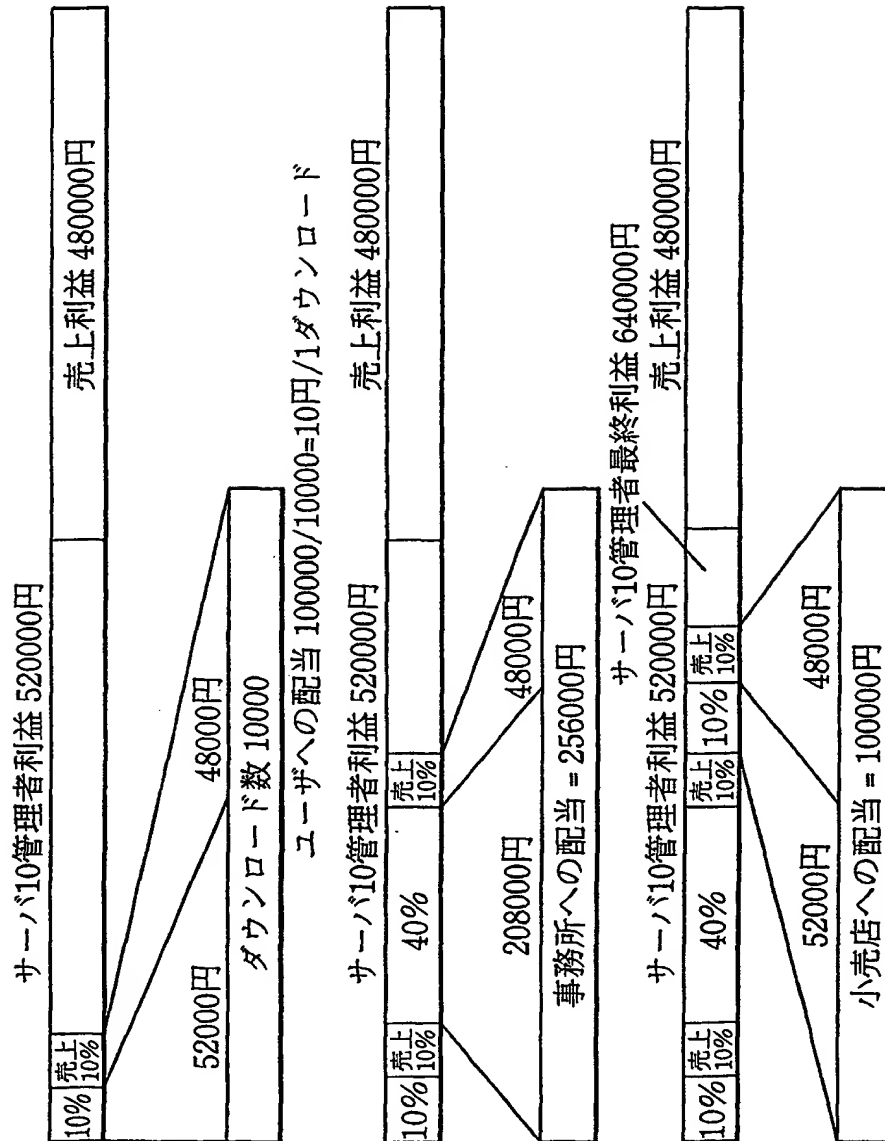 サーバ10管理者利益 520000円
売上利益 480000円
10%
売上
10%
52000円
48000円
ダウンロード数 10000
ユーザへの配当 100000/10000=10円/1ダウンロード
サーバ10管理者利益 520000円
売上利益 480000円
10%
売上
10%
40%
売上
10%
208000円
48000円
事務所への配当 = 256000円
サーバ10管理者最終利益 640000円
サーバ10管理者利益 520000円
売上利益 480000円
10%
売上
10%
40%
売上
10%
10%
売上
10%
52000円
48000円
小売店への配当 = 100000円